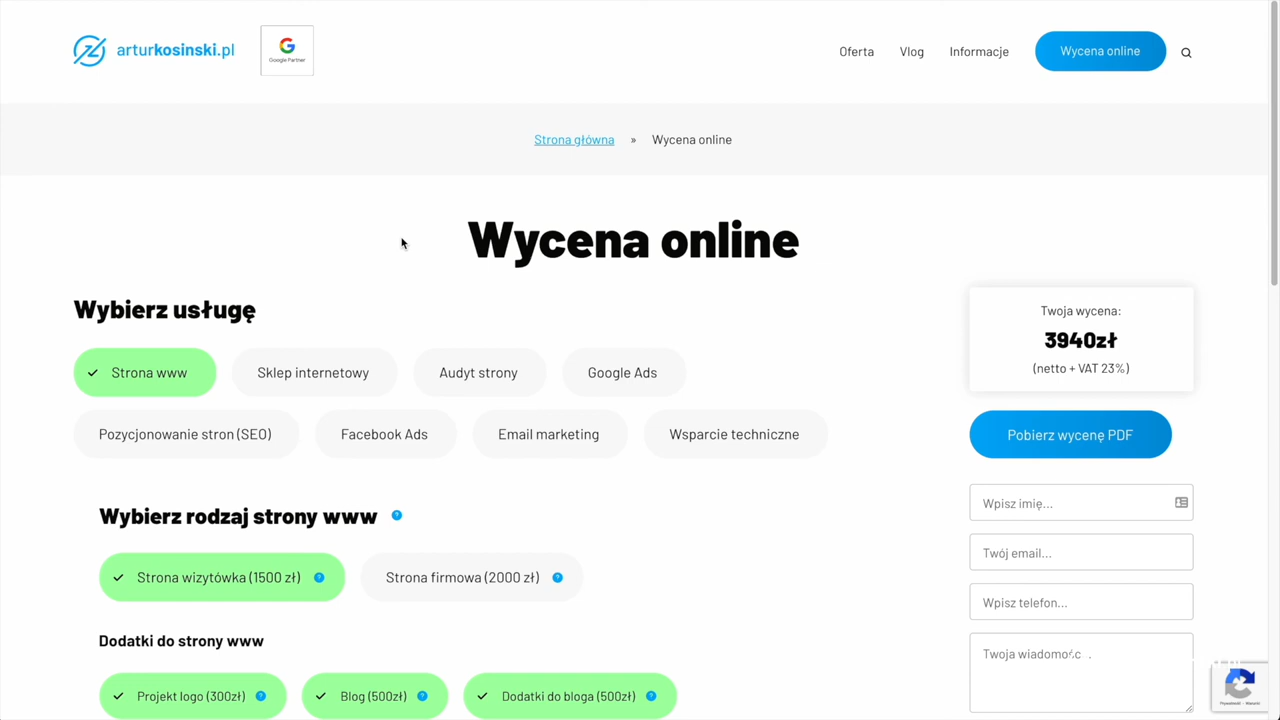 arturkosinski.pl
Google Partner
Oferta Vlog Informacje Wycena online
Strona główna » Wycena online
Wycena online
Wybierz usługę
Strona www Sklep internetowy Audyt strony Google Ads
Pozycjonowanie stron (SEO) Facebook Ads Email marketing Wsparcie techniczne
Wybierz rodzaj strony www ?
Strona wizytówka (1500 zł) ? Strona firmowa (2000 zł) ?
Dodatki do strony www
Projekt logo (300zł) ? Blog (500zł) ? Dodatki do bloga (500zł) ?
Twoja wycena:
3940zł
(netto + VAT 23%)
Pobierz wycenę PDF
Wpisz imię...
Twój email...
Wpisz telefon...
Twoja wiadomość
Prywatność - Warunki